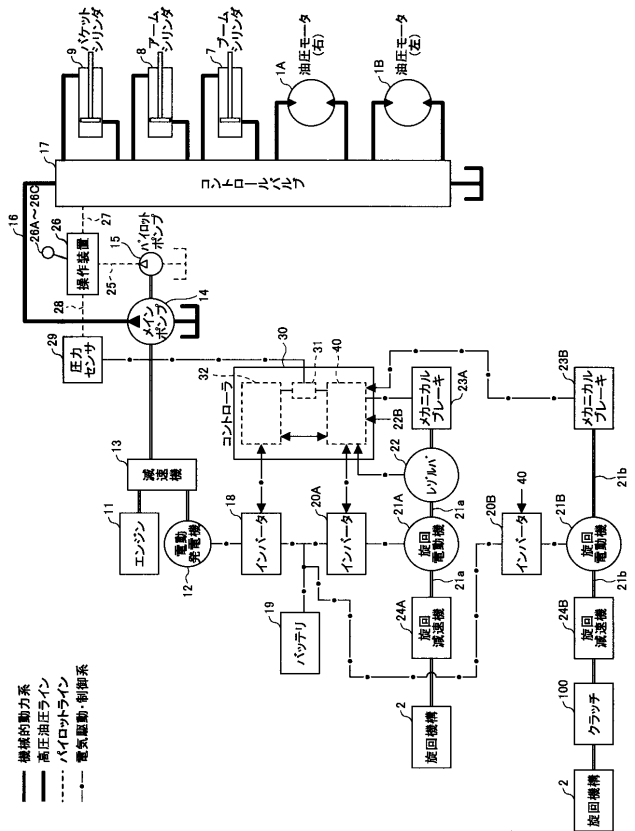 9
バケット
シリンダ
8
アーム
シリンダ
7
ブーム
シリンダ
1A
油圧モータ
(右)
1B
油圧モータ
(左)
17
コントロールバルブ
16
26A〜26C
26
操作装置
27
15
パイロット
ポンプ
25
28
29
圧力
センサ
14
メイン
ポンプ
30
コントローラ
32
31
40
22B
23A
メカニカル
ブレーキ
23B
メカニカル
ブレーキ
13
減速機
11
エンジン
12
電動
発電機
18
インバータ
20A
インバータ
21A
旋回
電動機
22
レゾルバ
21a
21a
20B
インバータ
40
21B
旋回
電動機
21b
21b
19
バッテリ
24A
旋回
減速機
24B
旋回
減速機
100
クラッチ
2
旋回機構
2
旋回機構
機械的動力系
高圧油圧ライン
パイロットライン
電気駆動・制御系